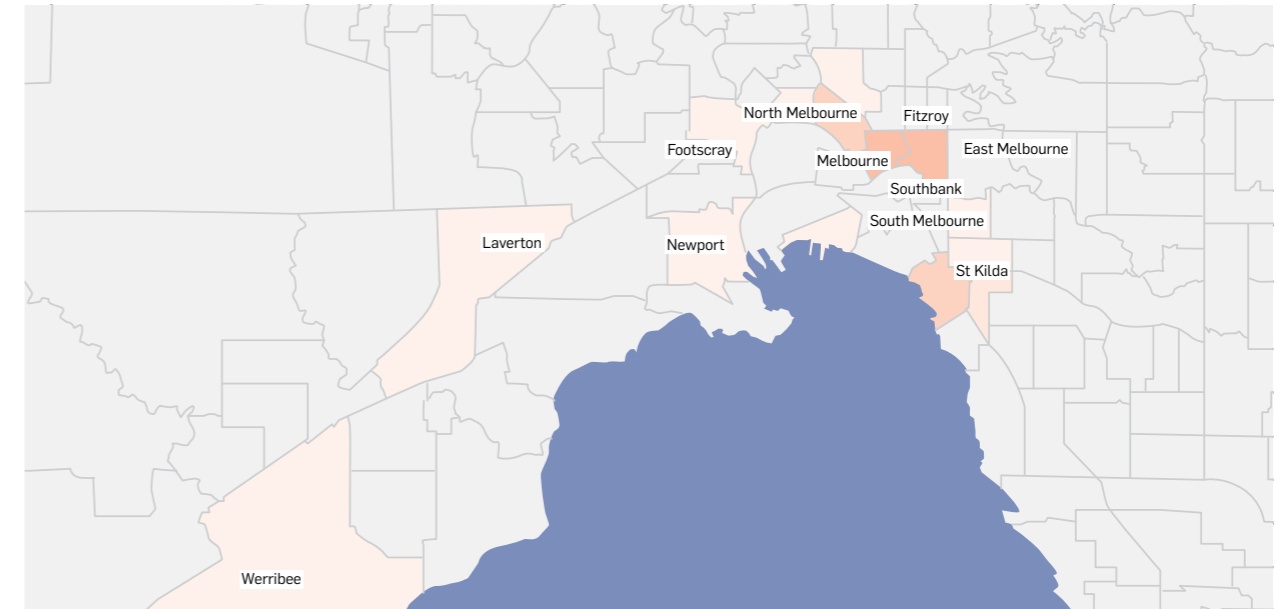 North Melbourne
Fitzroy
Footscray
East Melbourne
Melbourne
Southbank
South Melbourne
Laverton
Newport
St Kilda
Werribee